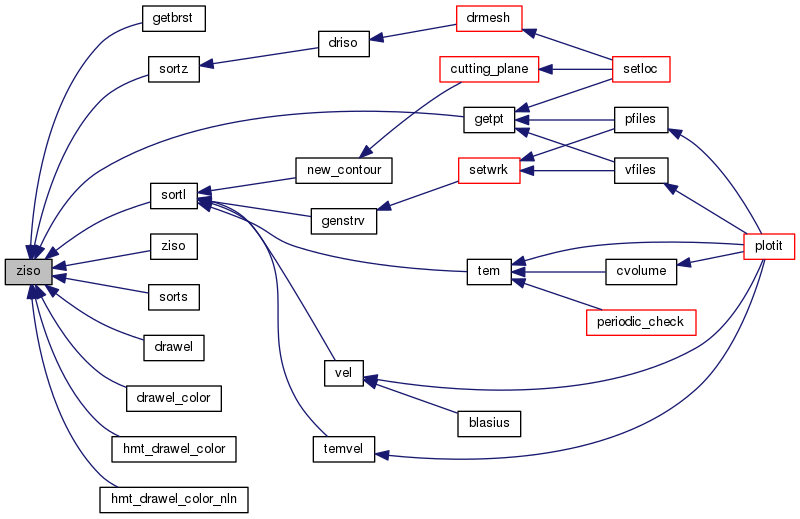 getbrst
drmesh
driso
sortz
cutting_plane
setloc
getpt
pfiles
new_contour
setwrk
vfiles
sortl
genstrv
ziso
plotit
ziso
tem
cvolume
sorts
periodic_check
drawel
vel
drawel_color
blasius
hmt_drawel_color
temvel
hmt_drawel_color_nln